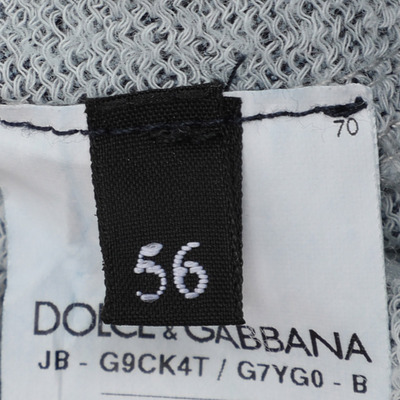 70
56
DOLCE & GABBANA
JB - G9CK4T / G7YG0 - B